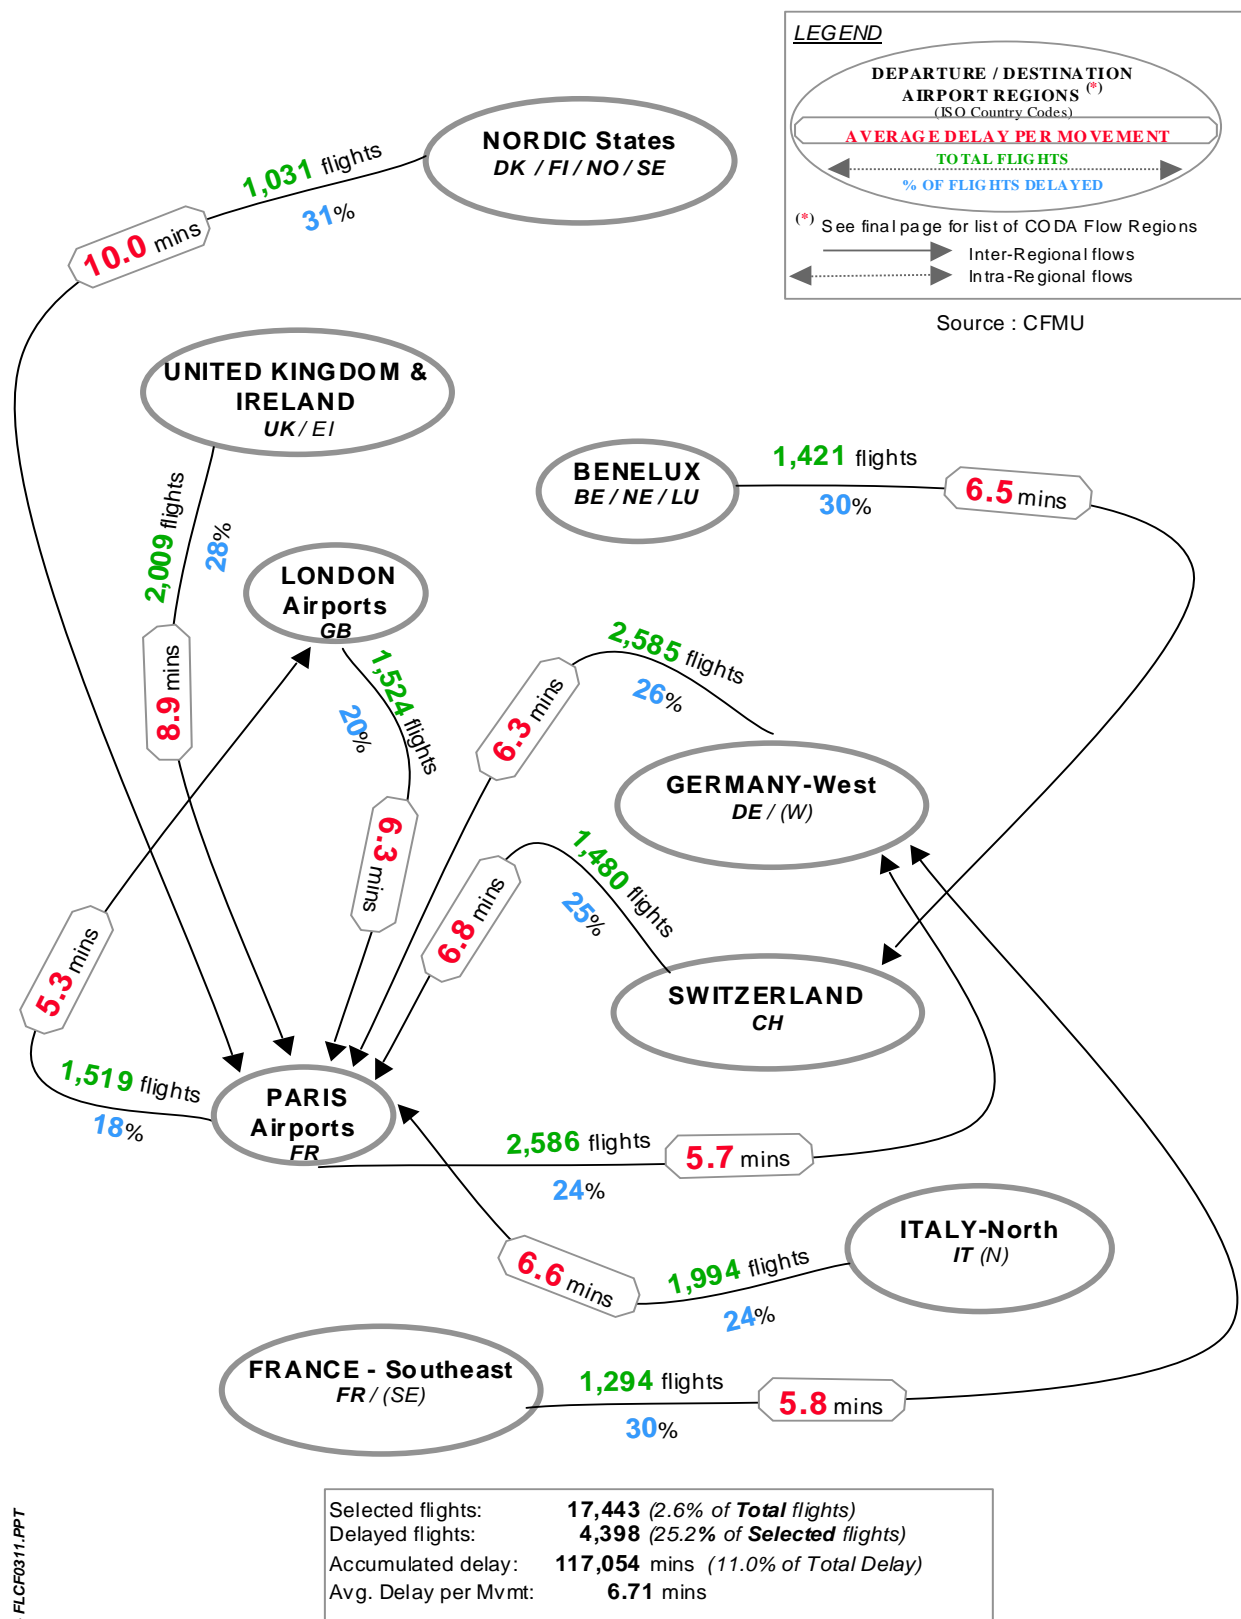 LEGEND
DEPARTURE / DESTINATION
AIRPORT REGIONS (*)
(ISO Country Codes)
AVERAGE DELAY PER MOVEMENT
TOTAL FLIGHTS
% OF FLIGHTS DELAYED
(*) See final page for list of CODA Flow Regions
Inter-Regional flows
Intra-Regional flows
Source : CFMU
NORDIC States
DK / FI / NO / SE
1,031 flights
31%
10.0 mins
UNITED KINGDOM &
IRELAND
UK / EI
2,009 flights
28%
8.9 mins
BENELUX
BE / NE / LU
1,421 flights
30%
6.5 mins
LONDON
Airports
GB
1,524 flights
20%
6.3 mins
2,585 flights
26%
6.3 mins
GERMANY-West
DE / (W)
1,480 flights
25%
6.8 mins
SWITZERLAND
CH
5.3 mins
1,519 flights
18%
PARIS
Airports
FR
2,586 flights
24%
5.7 mins
ITALY-North
IT (N)
1,994 flights
24%
6.6 mins
FRANCE - Southeast
FR / (SE)
1,294 flights
30%
5.8 mins
Selected flights: 17,443 (2.6% of Total flights)
Delayed flights: 4,398 (25.2% of Selected flights)
Accumulated delay: 117,054 mins (11.0% of Total Delay)
Avg. Delay per Mvmt: 6.71 mins
FLCF0311.PPT